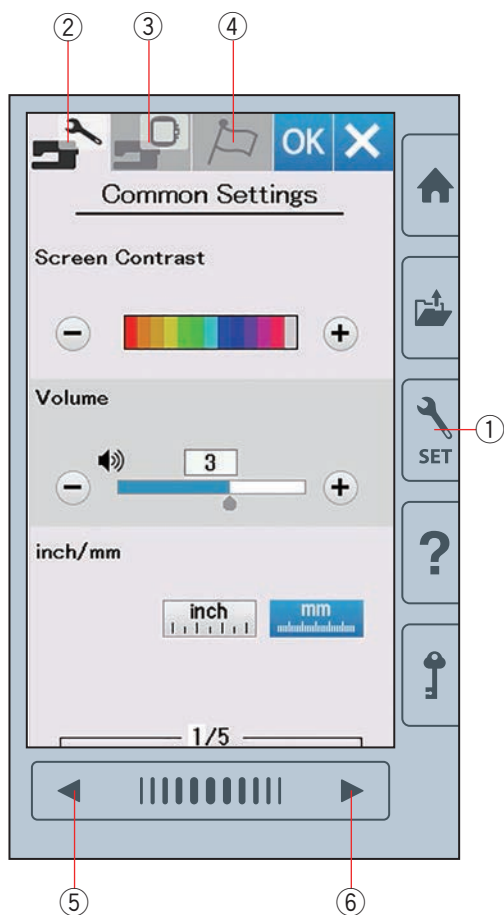 ② ③ ④
OK
Common Settings
Screen Contrast
Volume
3
SET
①
inch/mm
inch mm
1/5
⑤ ⑥